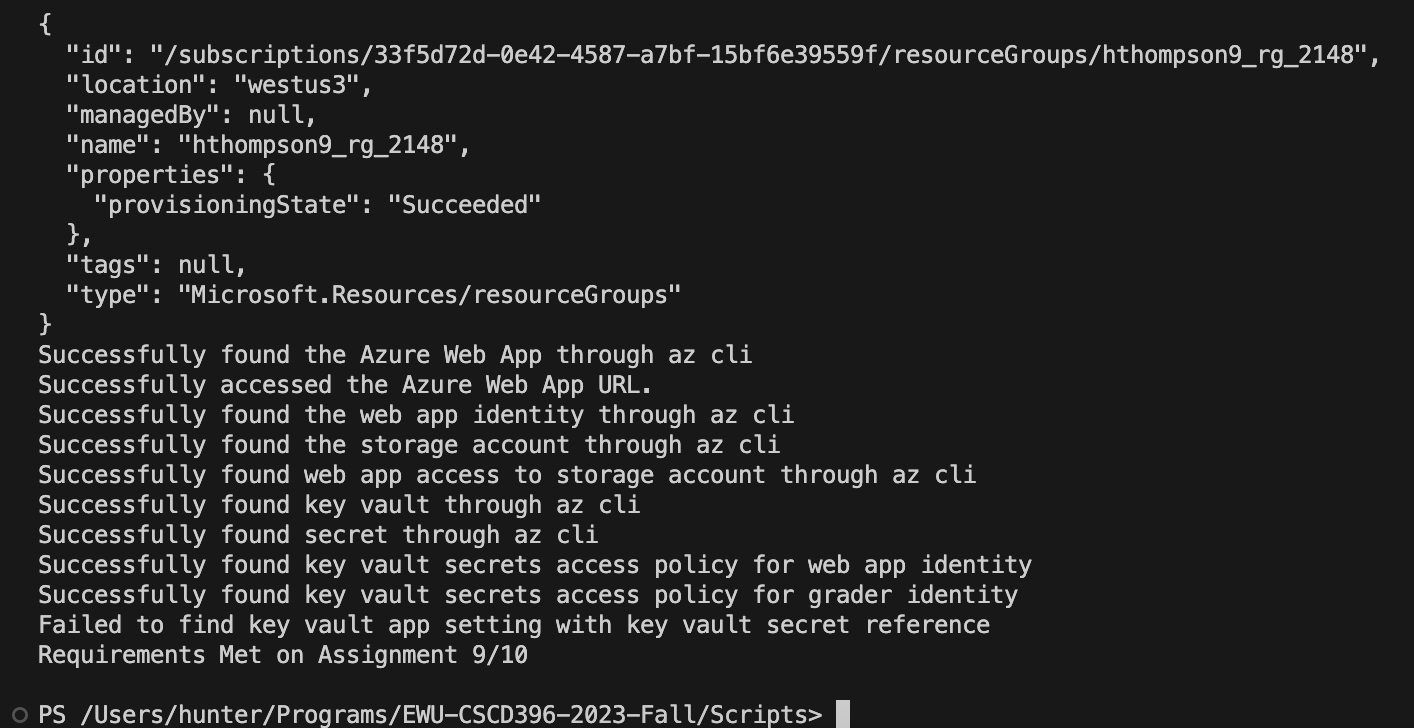 {
  "id": "/subscriptions/33f5d72d-0e42-4587-a7bf-15bf6e39559f/resourceGroups/hthompson9_rg_2148",
  "location": "westus3",
  "managedBy": null,
  "name": "hthompson9_rg_2148",
  "properties": {
    "provisioningState": "Succeeded"
  },
  "tags": null,
  "type": "Microsoft.Resources/resourceGroups"
}
Successfully found the Azure Web App through az cli
Successfully accessed the Azure Web App URL.
Successfully found the web app identity through az cli
Successfully found the storage account through az cli
Successfully found web app access to storage account through az cli
Successfully found key vault through az cli
Successfully found secret through az cli
Successfully found key vault secrets access policy for web app identity
Successfully found key vault secrets access policy for grader identity
Failed to find key vault app setting with key vault secret reference
Requirements Met on Assignment 9/10
PS /Users/hunter/Programs/EWU-CSCD396-2023-Fall/Scripts>